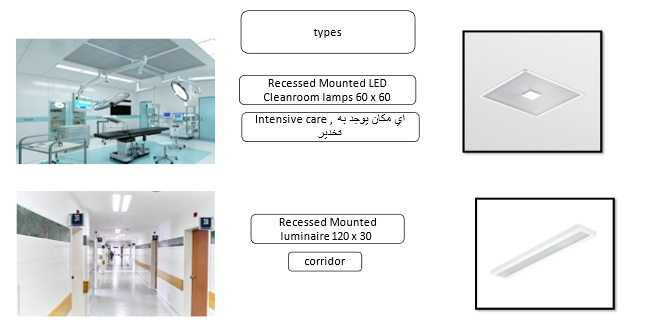 types
Recessed Mounted LED
Cleanroom lamps 60 x 60
Intensive care , اي مكان يوجد به
تخدير
Recessed Mounted
luminaire 120 x 30
corridor